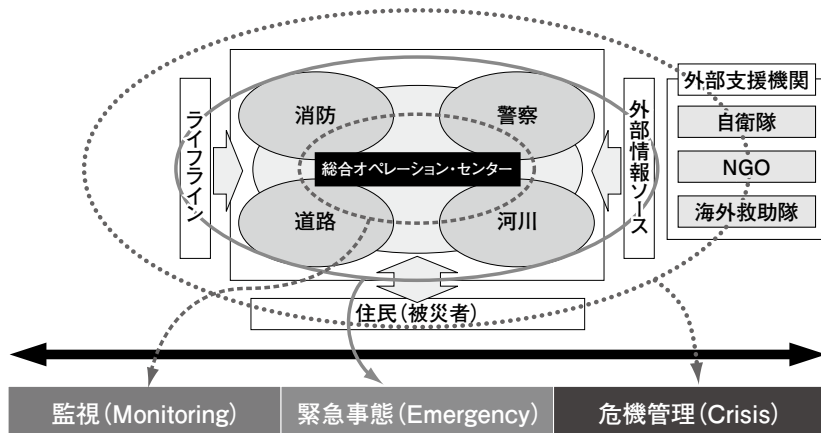 消防
警察
ライフライン
外部情報ソース
外部支援機関
自衛隊
総合オペレーション・センター
NGO
道路
河川
海外救助隊
住民(被災者)
監視(Monitoring)
緊急事態(Emergency)
危機管理(Crisis)